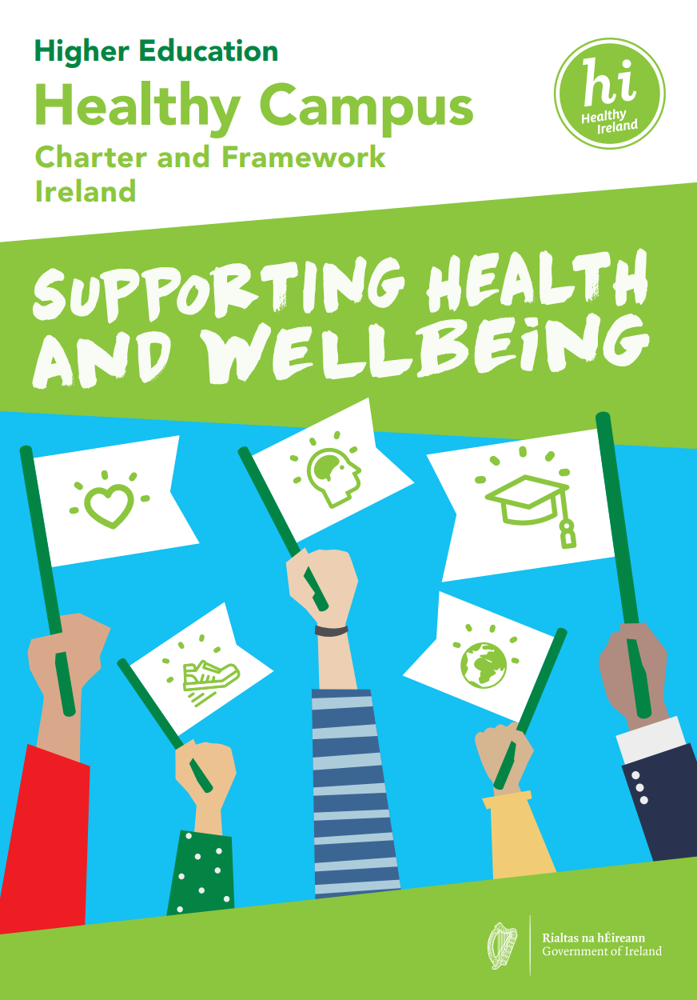 Higher Education
Healthy Campus
Charter and Framework
Ireland
hi
Healthy
Ireland
SUPPORTING HEALTH
AND WELLBEiNG
Rialtas na hÉireann
Government of Ireland